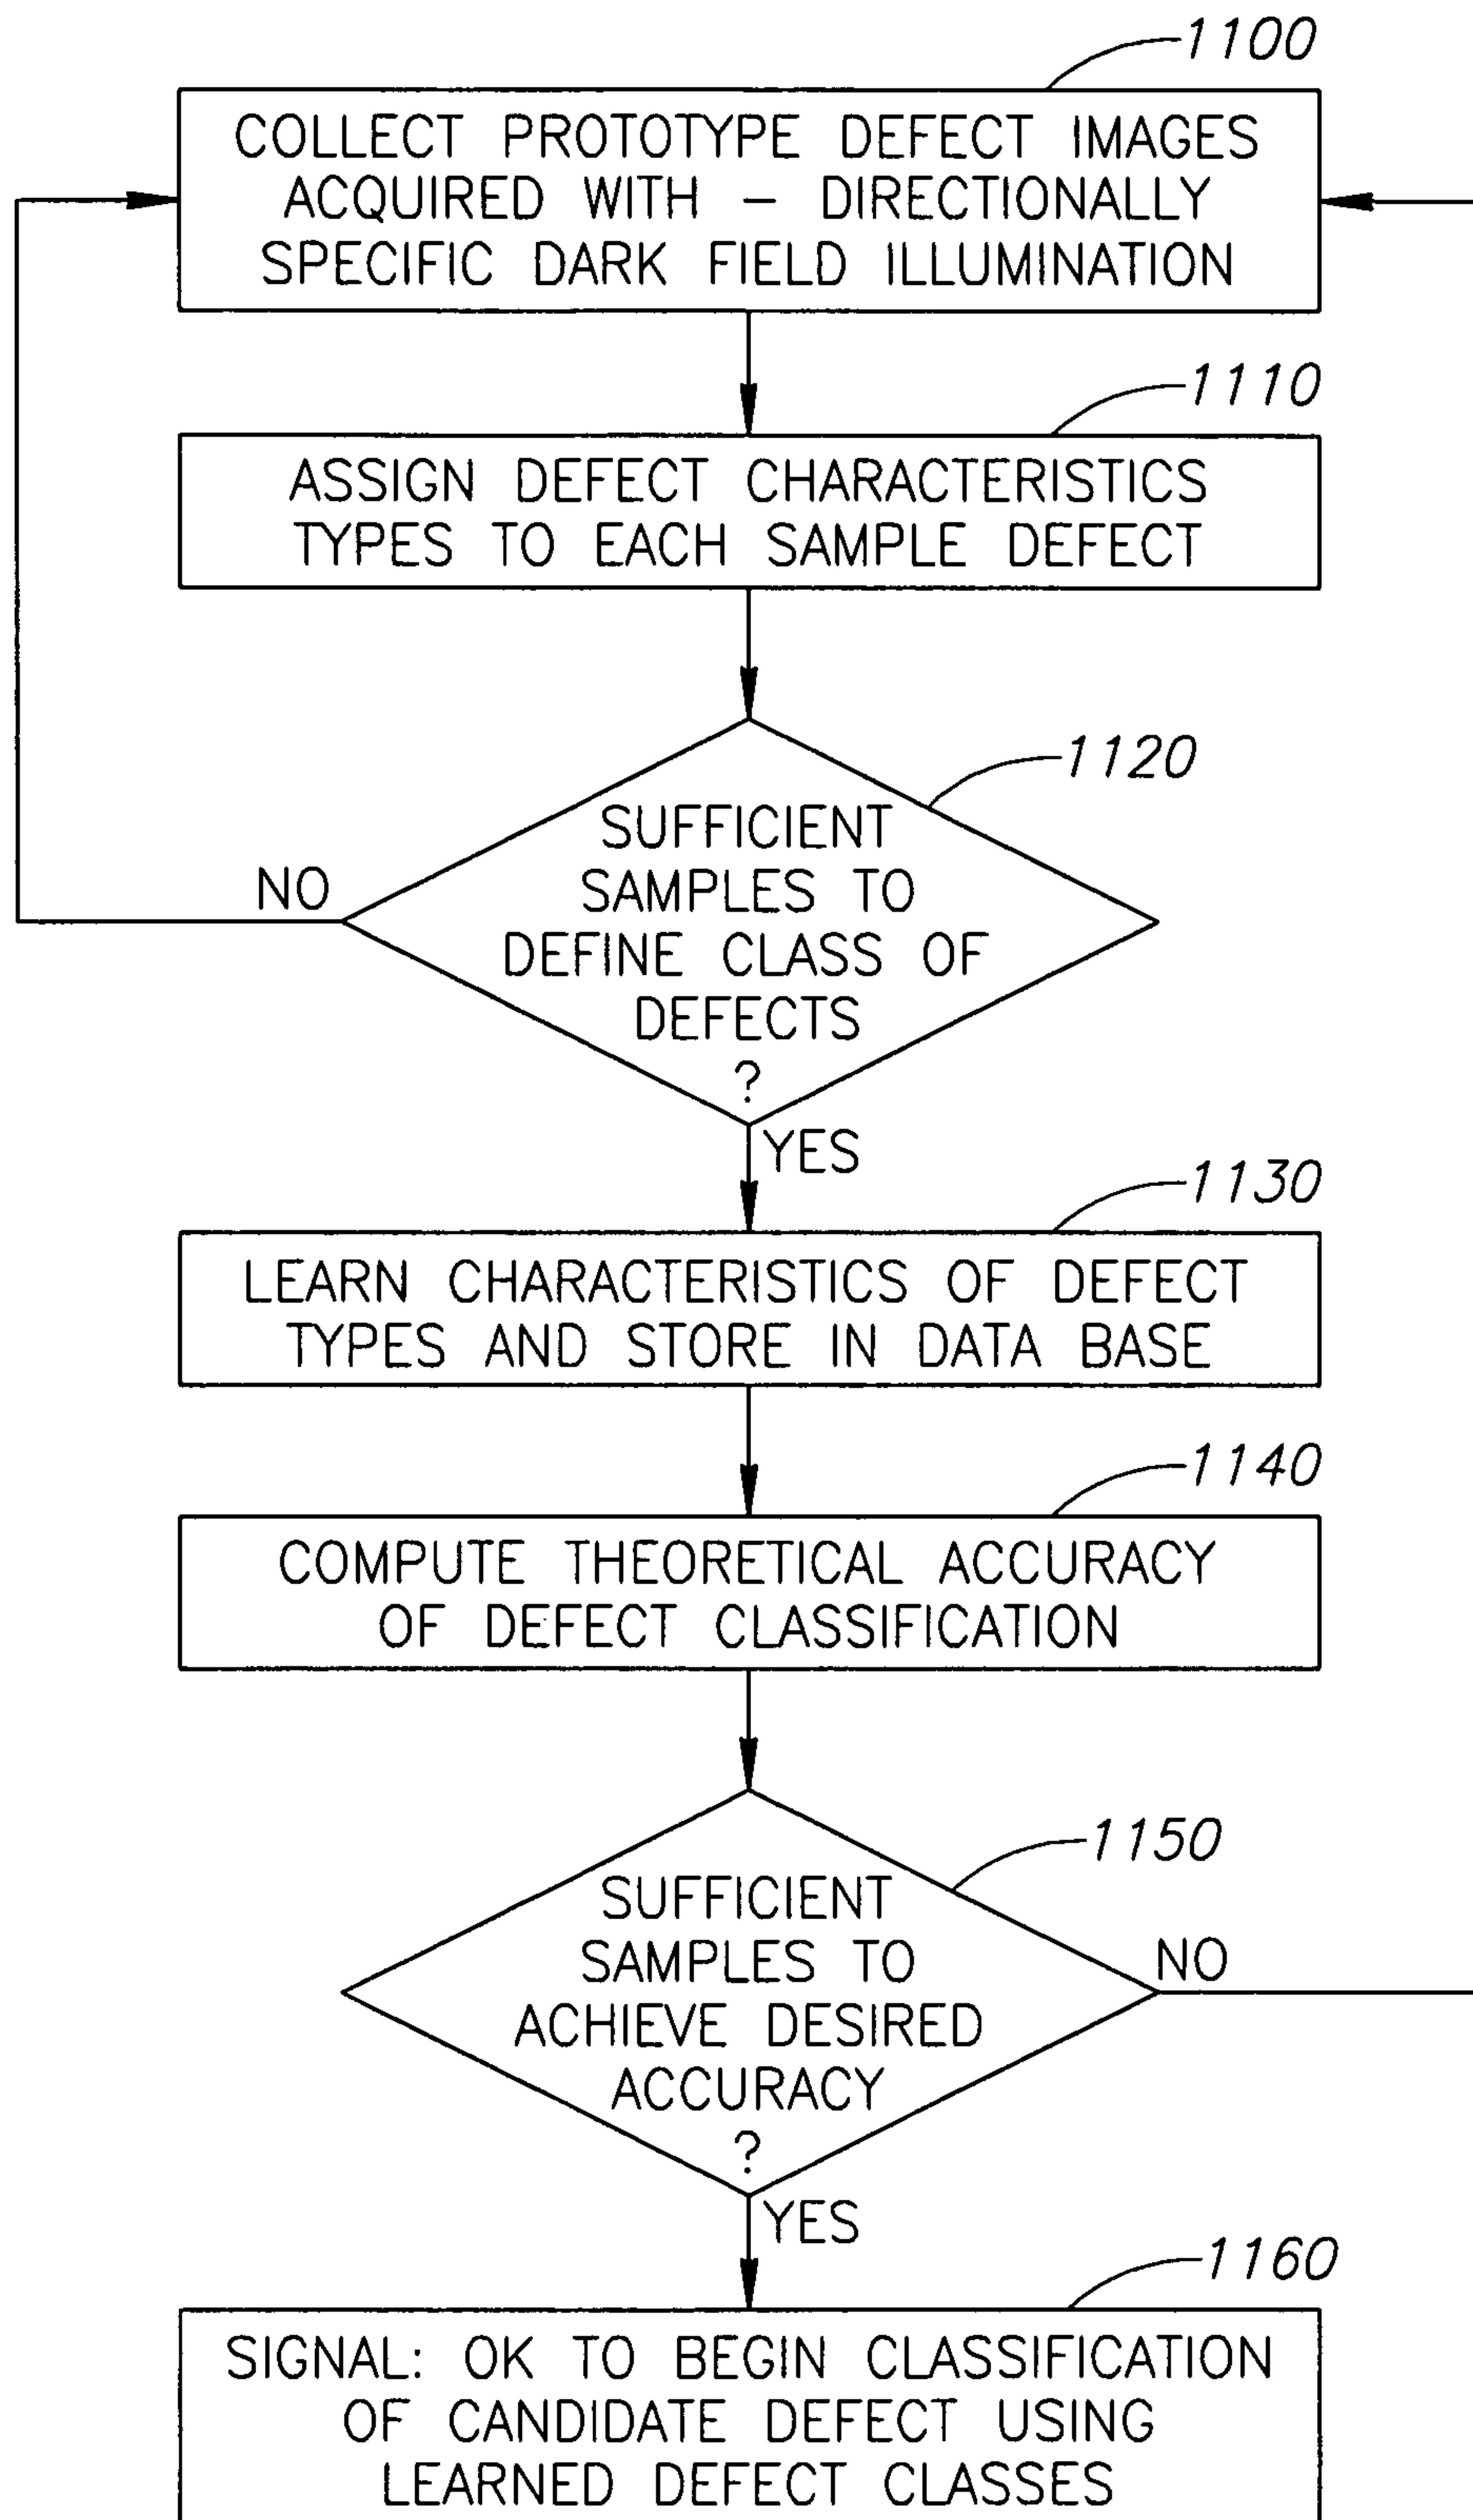 1100
COLLECT PROTOTYPE DEFECT IMAGES
ACQUIRED WITH – DIRECTIONALLY
SPECIFIC DARK FIELD ILLUMINATION
1110
ASSIGN DEFECT CHARACTERISTICS
TYPES TO EACH SAMPLE DEFECT
1120
SUFFICIENT
SAMPLES TO
DEFINE CLASS OF
DEFECTS
?
NO
YES
1130
LEARN CHARACTERISTICS OF DEFECT
TYPES AND STORE IN DATA BASE
1140
COMPUTE THEORETICAL ACCURACY
OF DEFECT CLASSIFICATION
1150
SUFFICIENT
SAMPLES TO
ACHIEVE DESIRED
ACCURACY
?
NO
YES
1160
SIGNAL: OK TO BEGIN CLASSIFICATION
OF CANDIDATE DEFECT USING
LEARNED DEFECT CLASSES